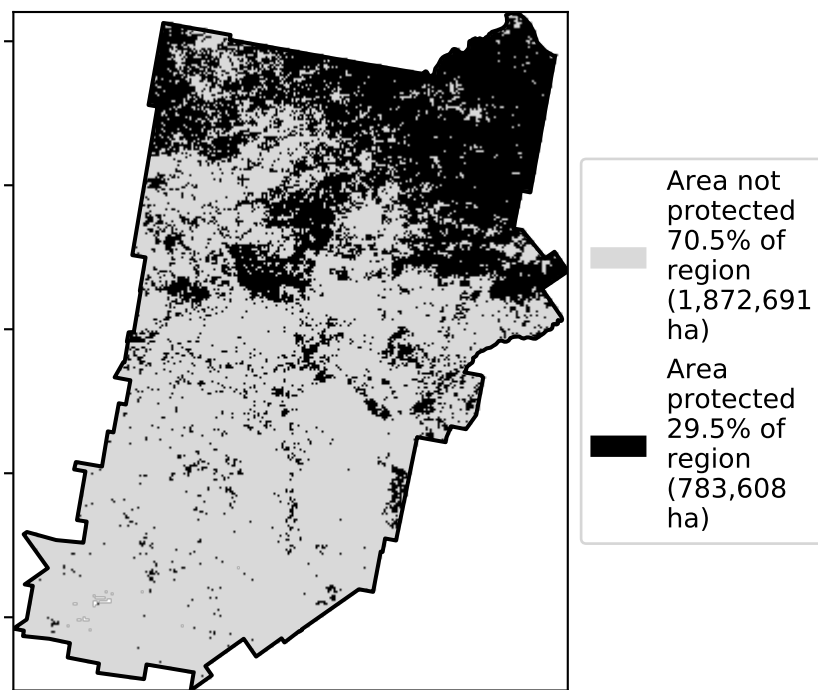 Area not
protected
70.5% of
region
(1,872,691
ha)
Area
protected
29.5% of
region
(783,608
ha)